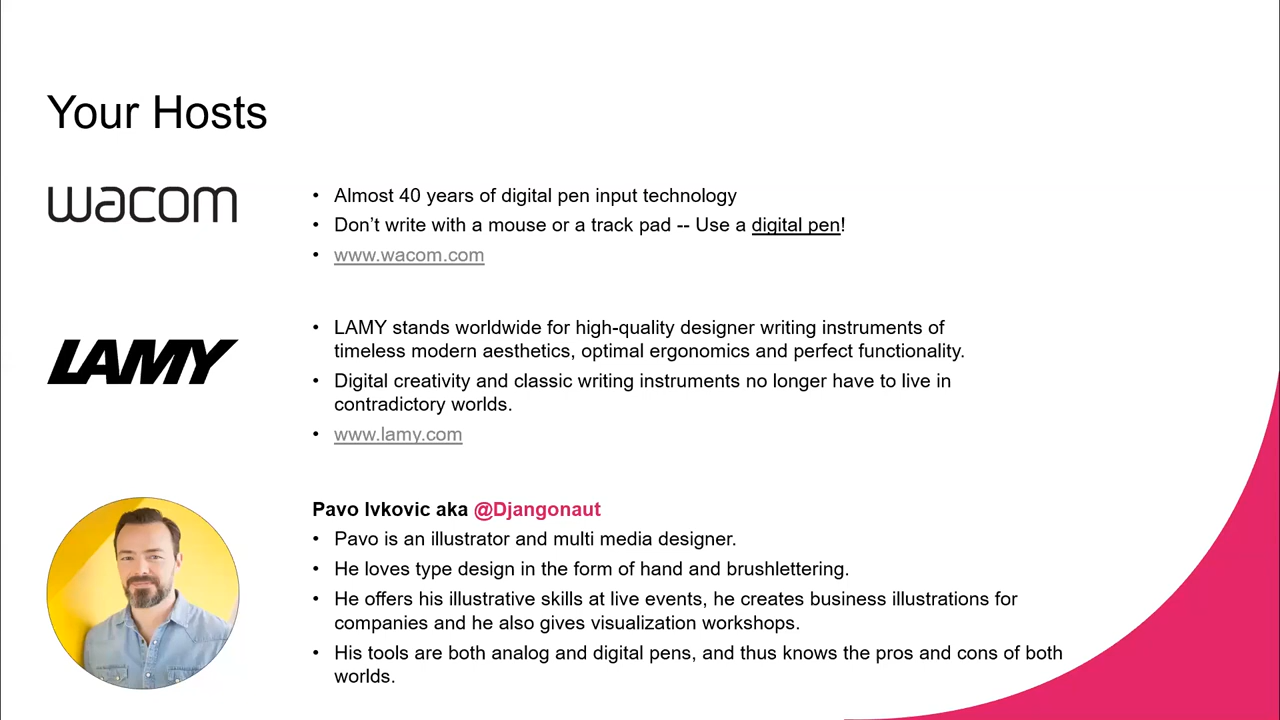 Your Hosts
wacom
• Almost 40 years of digital pen input technology
• Don’t write with a mouse or a track pad -- Use a digital pen!
• www.wacom.com
LAMY
• LAMY stands worldwide for high-quality designer writing instruments of
timeless modern aesthetics, optimal ergonomics and perfect functionality.
• Digital creativity and classic writing instruments no longer have to live in
contradictory worlds.
• www.lamy.com
Pavo Ivkovic aka @Djangonaut
• Pavo is an illustrator and multi media designer.
• He loves type design in the form of hand and brushlettering.
• He offers his illustrative skills at live events, he creates business illustrations for
companies and he also gives visualization workshops.
• His tools are both analog and digital pens, and thus knows the pros and cons of both
worlds.